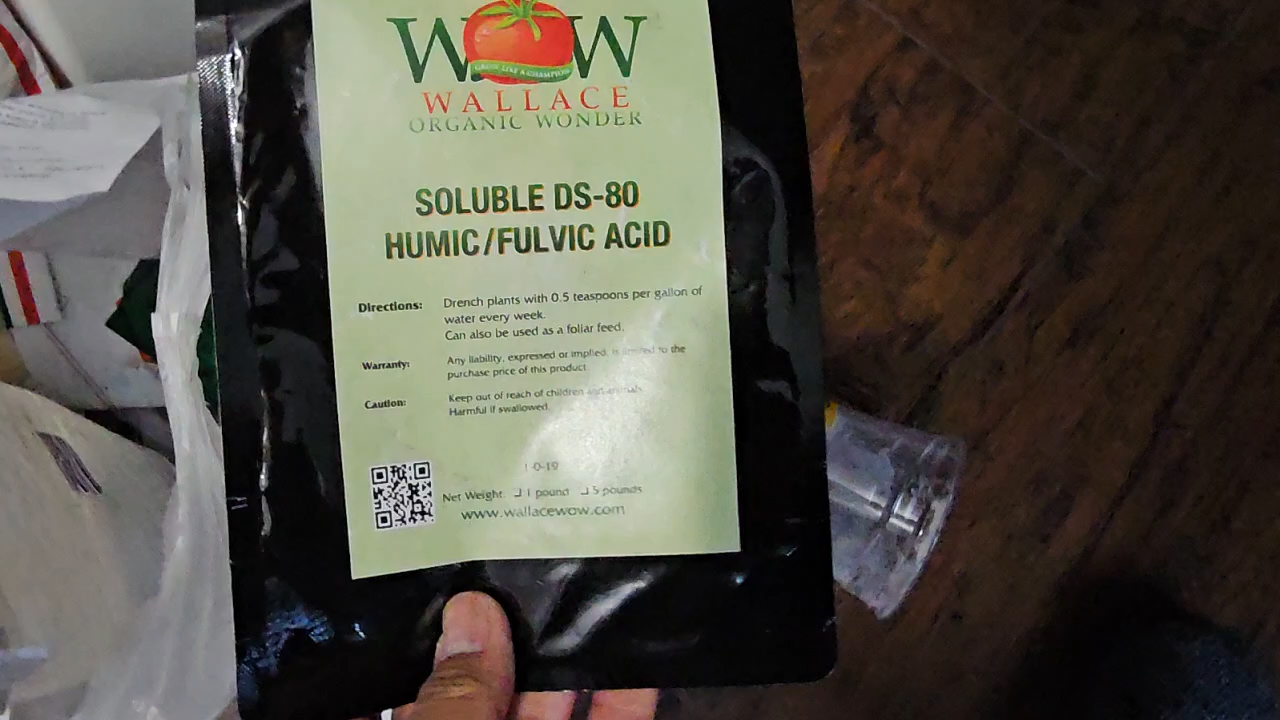 WOW
GROW LIKE A CHAMPION
WALLACE
ORGANIC WONDER
SOLUBLE DS-80
HUMIC/FULVIC ACID
Directions: Drench plants with 0.5 teaspoons per gallon of
water every week.
Can also be used as a foliar feed.
Warranty: Any liability, expressed or implied, is limited to the
purchase price of this product.
Caution: Keep out of reach of children and animals.
Harmful if swallowed.
1-0-19
Net Weight: ❏ 1 pound ❏ 5 pounds
www.wallacewow.com